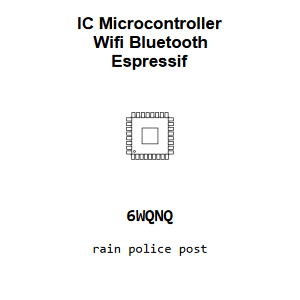 IC Microcontroller
Wifi Bluetooth
Espressif
6WQNQ
rain police post